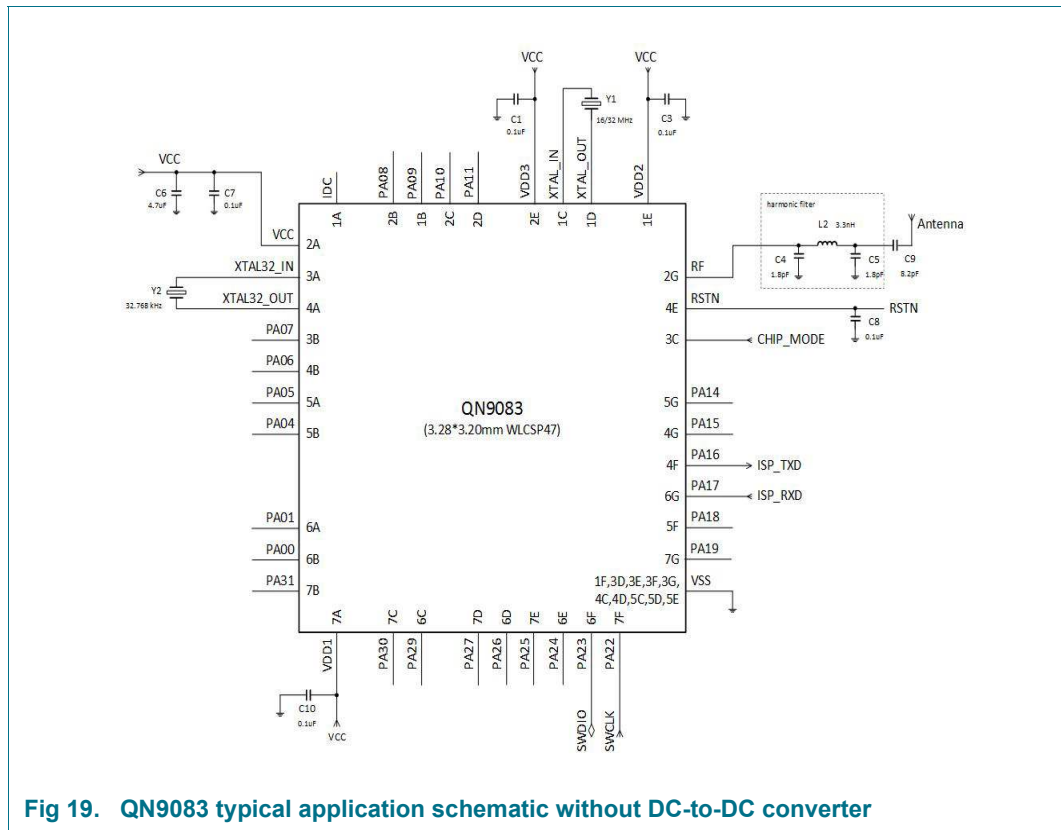 VCC
VCC
C1
0.1uF
Y1
16/32 MHz
C3
0.1uF
VCC
C6
4.7uF
C7
0.1uF
IDC
PA08
PA09
PA10
PA11
VDD3
XTAL_IN
XTAL_OUT
VDD2
1A
2B
1B
2C
2D
2E
1C
1D
1E
harmonic filter
L2 3.3nH
Antenna
C4
1.8pF
C5
1.8pF
C9
8.2pF
VCC
2A
XTAL32_IN
3A
Y2
32.768 kHz
XTAL32_OUT
4A
PA07
3B
PA06
4B
PA05
5A
PA04
5B
PA01
6A
PA00
6B
PA31
7B
QN9083
(3.28*3.20mm WLCSP47)
2G
RF
4E
RSTN
RSTN
C8
0.1uF
3C
CHIP_MODE
5G
PA14
4G
PA15
4F
PA16
ISP_TXD
6G
PA17
ISP_RXD
5F
PA18
7G
PA19
1F,3D,3E,3F,3G,
4C,4D,5C,5D,5E
VSS
7A
7C
6C
7D
6D
7E
6E
6F
7F
VDD1
PA30
PA29
PA27
PA26
PA25
PA24
PA23
PA22
C10
0.1uF
VCC
SWDIO
SWCLK
Fig 19. QN9083 typical application schematic without DC-to-DC converter